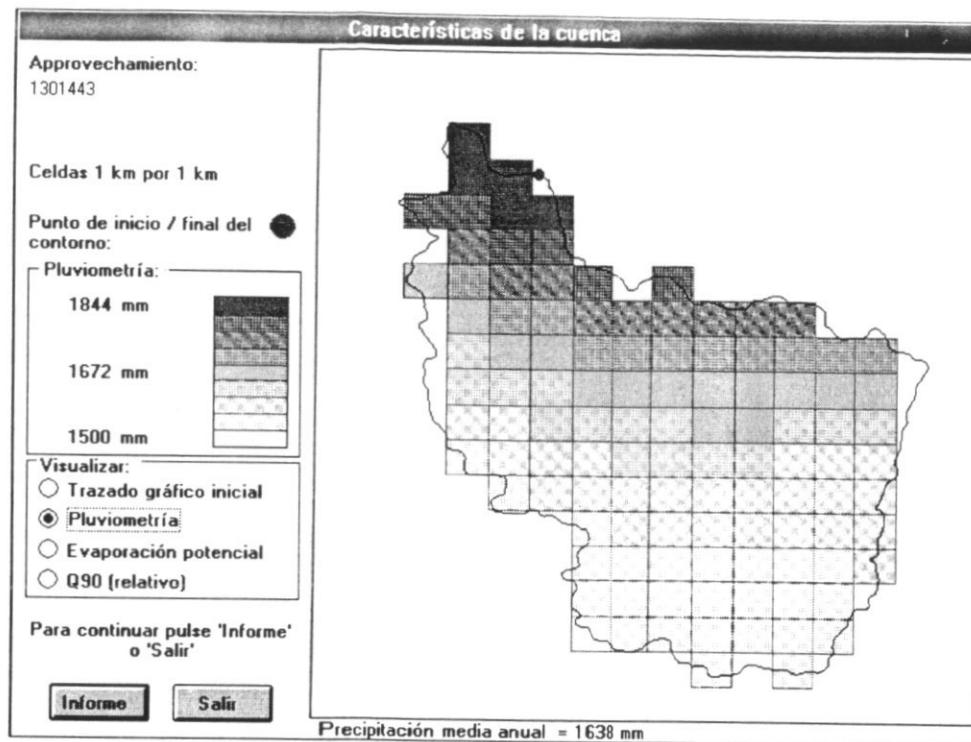 Características de la cuenca
Approvechamiento:
1301443
Celdas 1 km por 1 km
Punto de inicio / final del
contorno:
Pluviometría:
1844 mm
1672 mm
1500 mm
Visualizar:
Trazado gráfico inicial
Pluviometría
Evaporación potencial
Q90 (relativo)
Para continuar pulse 'Informe'
o 'Salir'
Informe
Salir
Precipitación media anual = 1638 mm